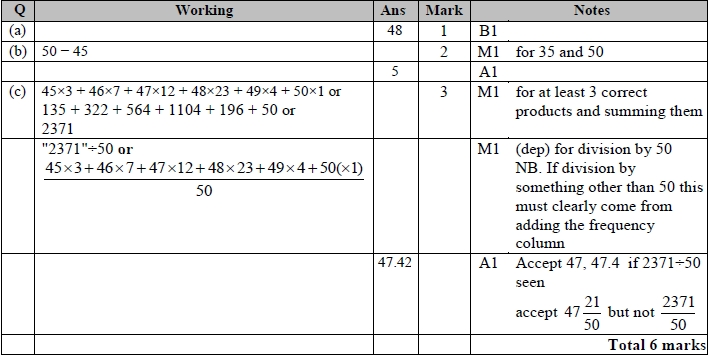 Q Working Ans Mark Notes
(a) 48 1 B1
(b) 50 − 45 2 M1 for 35 and 50
5 A1
(c) 45×3 + 46×7 + 47×12 + 48×23 + 49×4 + 50×1 or 3 M1 for at least 3 correct
135 + 322 + 564 + 1104 + 196 + 50 or products and summing them
2371
"2371"÷50 or M1 (dep) for division by 50
45×3+46×7+47×12+48×23+49×4+50(×1) NB. If division by
50 something other than 50 this
must clearly come from
adding the frequency
column
47.42 A1 Accept 47, 47.4 if 2371÷50
seen
accept 47 21/50 but not 2371/50
Total 6 marks